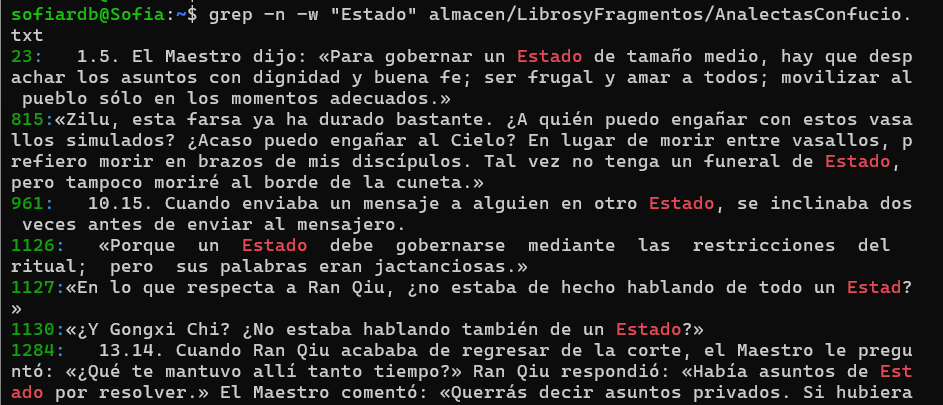 sofiardb@Sofia:~$ grep -n -w "Estado" almacen/LibrosyFragmentos/AnalectasConfucio.
txt
23:   1.5. El Maestro dijo: «Para gobernar un Estado de tamaño medio, hay que desp
achar los asuntos con dignidad y buena fe; ser frugal y amar a todos; movilizar al
 pueblo sólo en los momentos adecuados.»
815:«Zilu, esta farsa ya ha durado bastante. ¿A quién puedo engañar con estos vasa
llos simulados? ¿Acaso puedo engañar al Cielo? En lugar de morir entre vasallos, p
refiero morir en brazos de mis discípulos. Tal vez no tenga un funeral de Estado,
pero tampoco moriré al borde de la cuneta.»
961:   10.15. Cuando enviaba un mensaje a alguien en otro Estado, se inclinaba dos
 veces antes de enviar al mensajero.
1126:   «Porque  un  Estado  debe  gobernarse  mediante  las  restricciones  del
ritual;  pero  sus palabras eran jactanciosas.»
1127:«En lo que respecta a Ran Qiu, ¿no estaba de hecho hablando de todo un Estad?
»
1130:«¿Y Gongxi Chi? ¿No estaba hablando también de un Estado?»
1284:   13.14. Cuando Ran Qiu acababa de regresar de la corte, el Maestro le pregu
ntó: «¿Qué te mantuvo allí tanto tiempo?» Ran Qiu respondió: «Había asuntos de Est
ado por resolver.» El Maestro comentó: «Querrás decir asuntos privados. Si hubiera